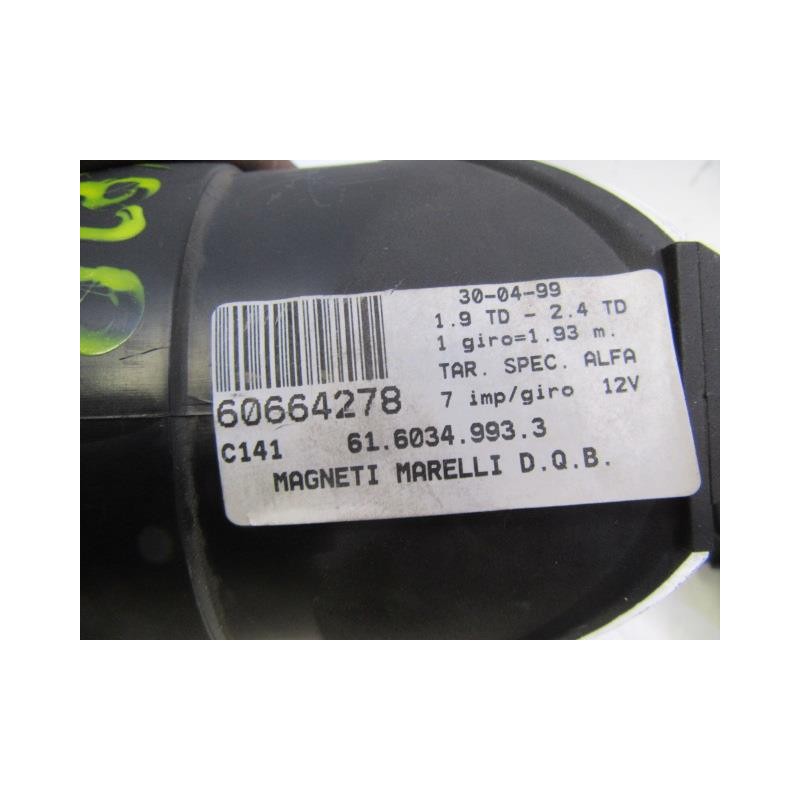 30-04-99
1.9 TD - 2.4 TD
1 giro=1.93 m.
TAR. SPEC. ALFA
7 imp/giro 12V
60664278
C141 61.6034.993.3
MAGNETI MARELLI D.Q.B.